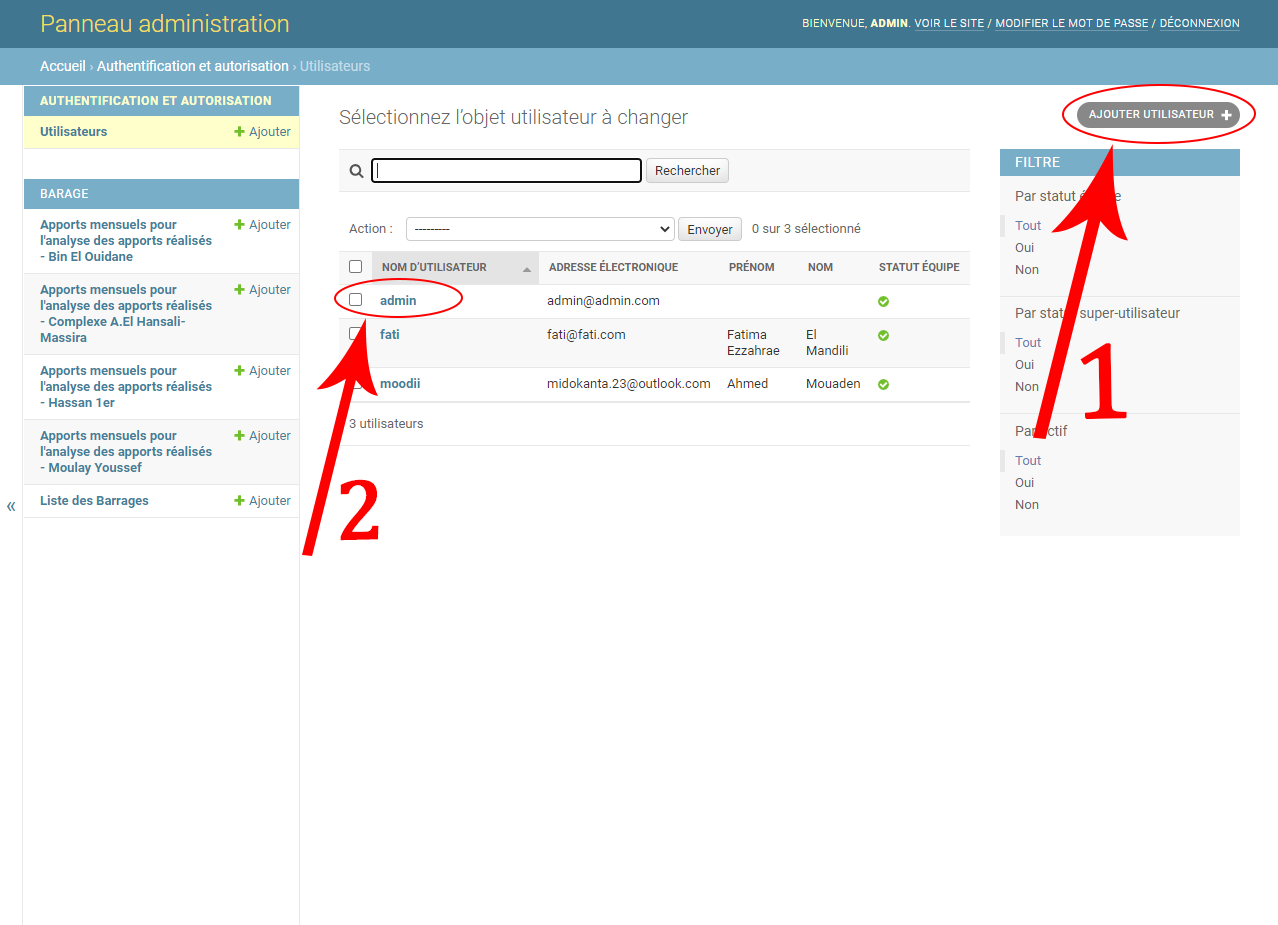 Panneau administration
BIENVENUE, ADMIN. VOIR LE SITE / MODIFIER LE MOT DE PASSE / DÉCONNEXION
Accueil › Authentification et autorisation › Utilisateurs
AUTHENTIFICATION ET AUTORISATION
Utilisateurs
Ajouter
BARAGE
Apports mensuels pour
l'analyse des apports réalisés
- Bin El Ouidane
Ajouter
Apports mensuels pour
l'analyse des apports réalisés
- Complexe A.El Hansali-
Massira
Ajouter
Apports mensuels pour
l'analyse des apports réalisés
- Hassan 1er
Ajouter
Apports mensuels pour
l'analyse des apports réalisés
- Moulay Youssef
Ajouter
Liste des Barrages
Ajouter
«
Sélectionnez l'objet utilisateur à changer
AJOUTER UTILISATEUR
Rechercher
Action : --------- Envoyer 0 sur 3 sélectionné
NOM D'UTILISATEUR ADRESSE ÉLECTRONIQUE PRÉNOM NOM STATUT ÉQUIPE
admin admin@admin.com
fati fati@fati.com Fatima Ezzahrae El Mandili
moodii midokanta.23@outlook.com Ahmed Mouaden
3 utilisateurs
FILTRE
Par statut
Tout
Oui
Non
Par statut super-utilisateur
Tout
Oui
Non
Par actif
Tout
Oui
Non
1
2